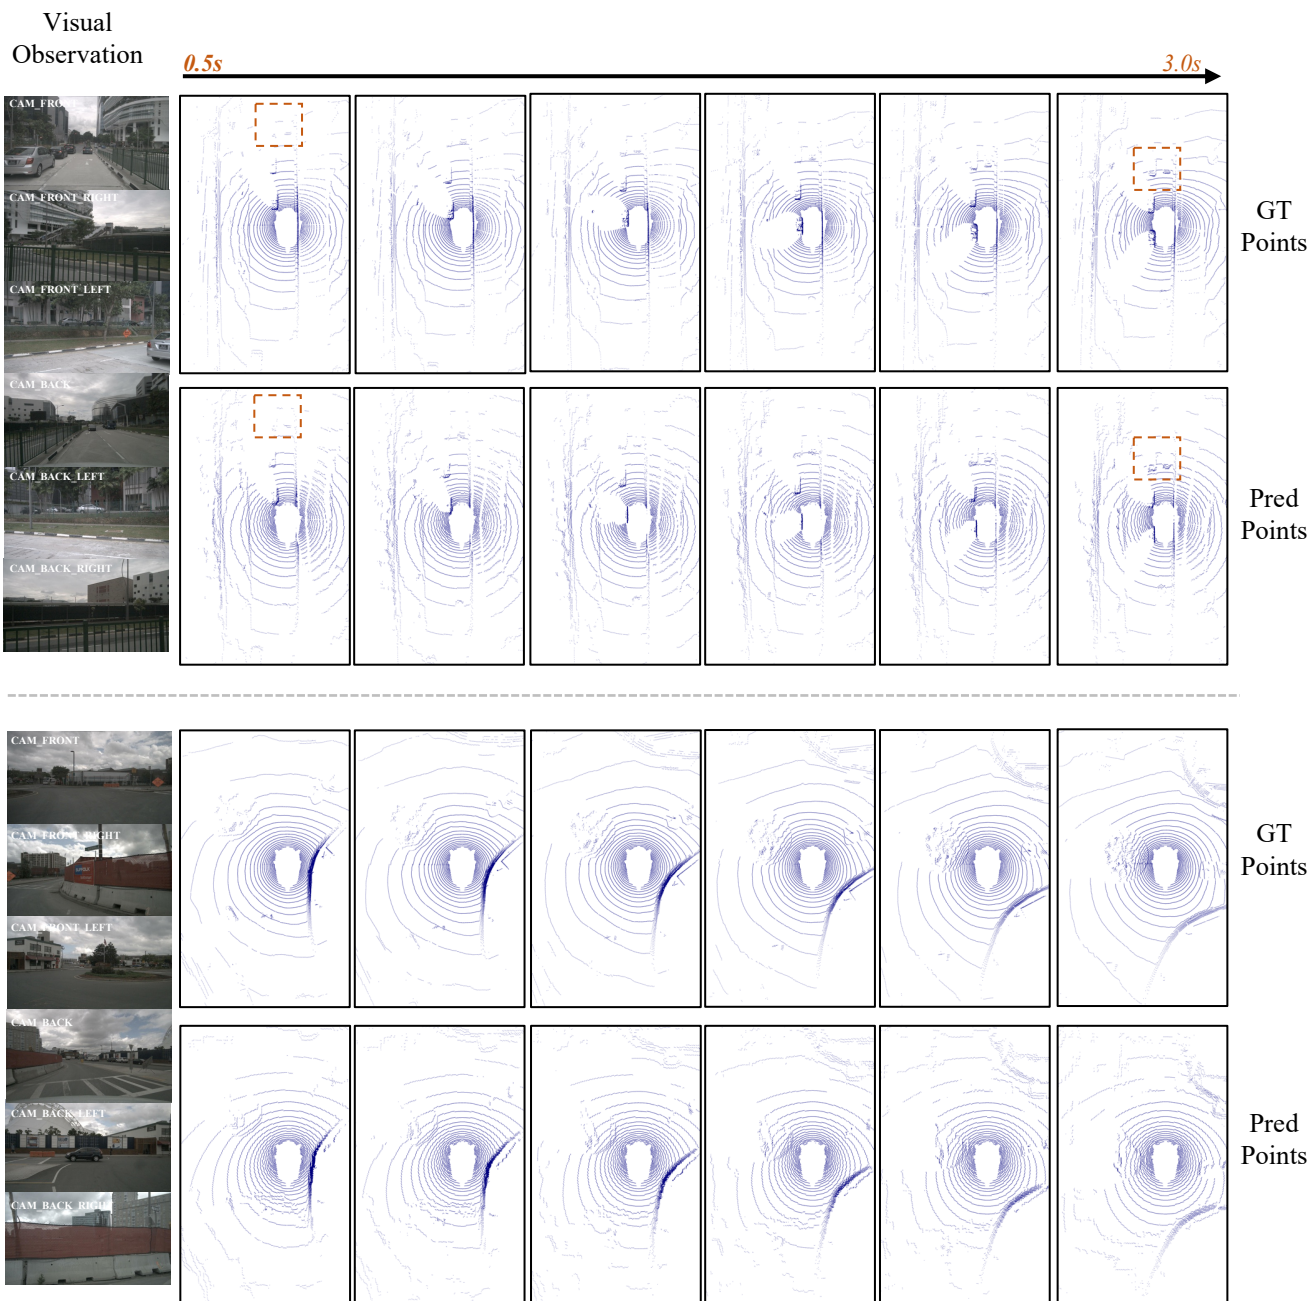 Visual
Observation
0.5s
3.0s
CAM_FRONT
CAM_FRONT_RIGHT
CAM_FRONT_LEFT
CAM_BACK
CAM_BACK_LEFT
CAM_BACK_RIGHT
GT
Points
Pred
Points
CAM_FRONT
CAM_FRONT_RIGHT
CAM_FRONT_LEFT
CAM_BACK
CAM_BACK_LEFT
CAM_BACK_RIGHT
GT
Points
Pred
Points